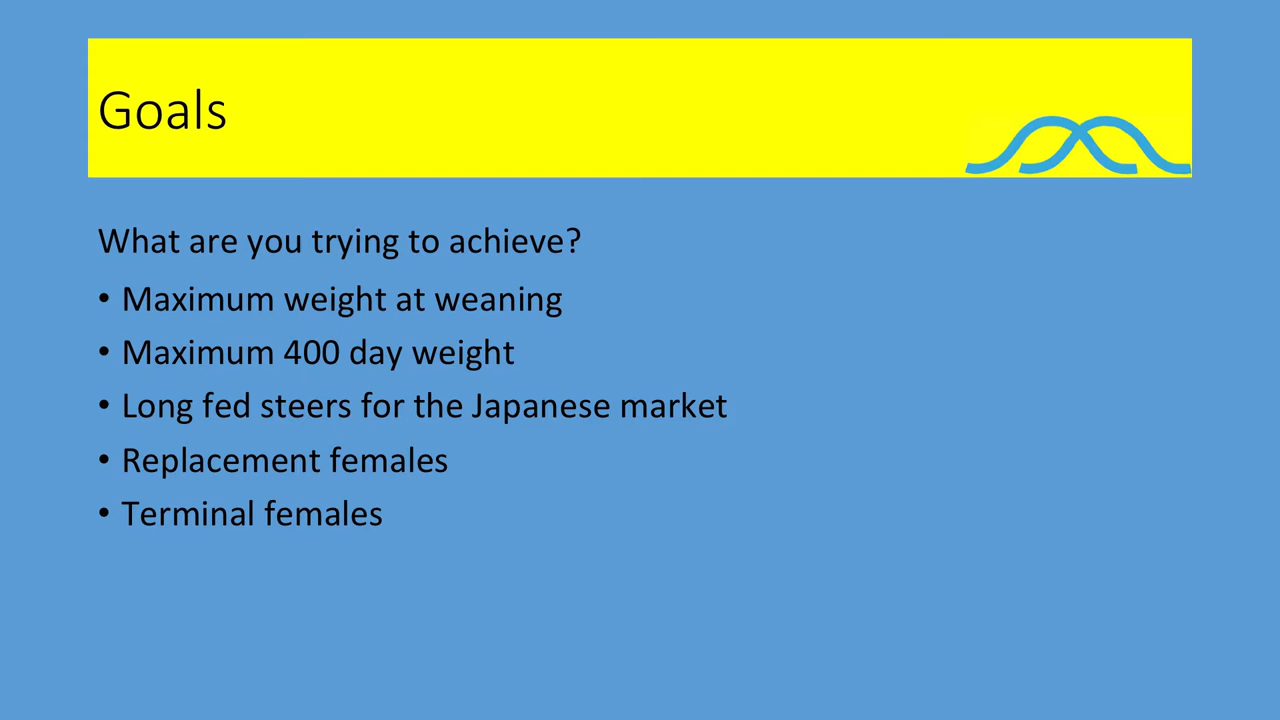 Goals
What are you trying to achieve?
• Maximum weight at weaning
• Maximum 400 day weight
• Long fed steers for the Japanese market
• Replacement females
• Terminal females